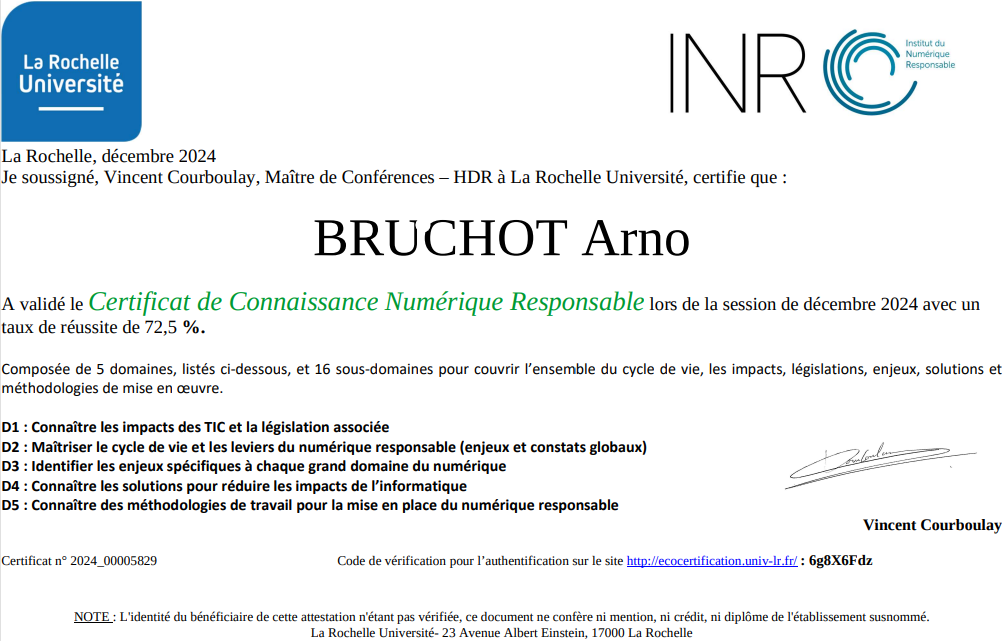 La Rochelle
Université
INR
Institut du
Numérique
Responsable
La Rochelle, décembre 2024
Je soussigné, Vincent Courboulay, Maître de Conférences – HDR à La Rochelle Université, certifie que :
BRUCHOT Arno
A validé le Certificat de Connaissance Numérique Responsable lors de la session de décembre 2024 avec un
taux de réussite de 72,5 %.
Composée de 5 domaines, listés ci-dessous, et 16 sous-domaines pour couvrir l'ensemble du cycle de vie, les impacts, législations, enjeux, solutions et
méthodologies de mise en œuvre.
D1 : Connaître les impacts des TIC et la législation associée
D2 : Maîtriser le cycle de vie et les leviers du numérique responsable (enjeux et constats globaux)
D3 : Identifier les enjeux spécifiques à chaque grand domaine du numérique
D4 : Connaître les solutions pour réduire les impacts de l'informatique
D5 : Connaître des méthodologies de travail pour la mise en place du numérique responsable
Vincent Courboulay
Certificat n° 2024_00005829
Code de vérification pour l'authentification sur le site http://ecocertification.univ-lr.fr/ : 6g8X6Fdz
NOTE : L'identité du bénéficiaire de cette attestation n'étant pas vérifiée, ce document ne confère ni mention, ni crédit, ni diplôme de l'établissement susnommé.
La Rochelle Université- 23 Avenue Albert Einstein, 17000 La Rochelle